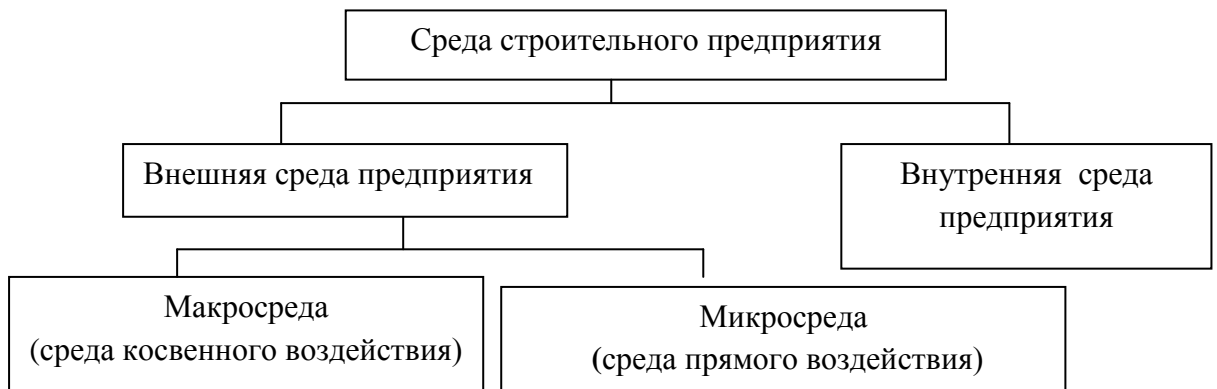 Среда строительного предприятия
Внешняя среда предприятия
Внутренняя среда
предприятия
Макросреда
(среда косвенного воздействия)
Микросреда
(среда прямого воздействия)